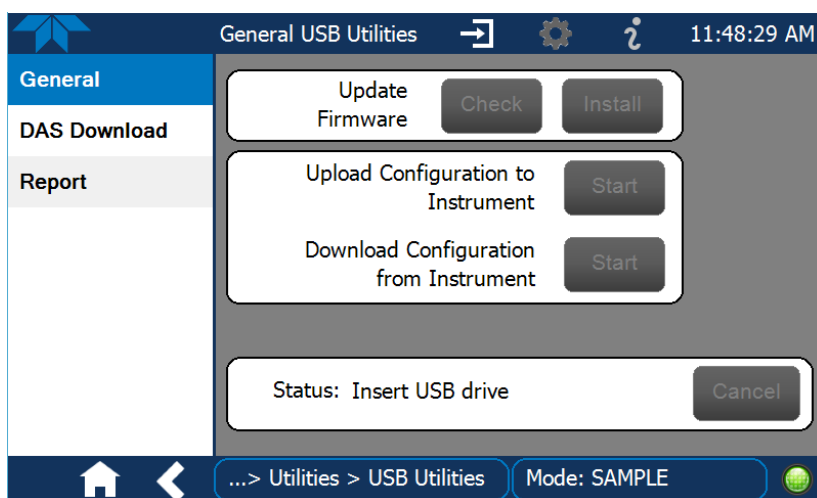 General USB Utilities
11:48:29 AM
General
DAS Download
Report
Update
Firmware
Check
Install
Upload Configuration to
Instrument
Start
Download Configuration
from Instrument
Start
Status: Insert USB drive
Cancel
...> Utilities > USB Utilities
Mode: SAMPLE